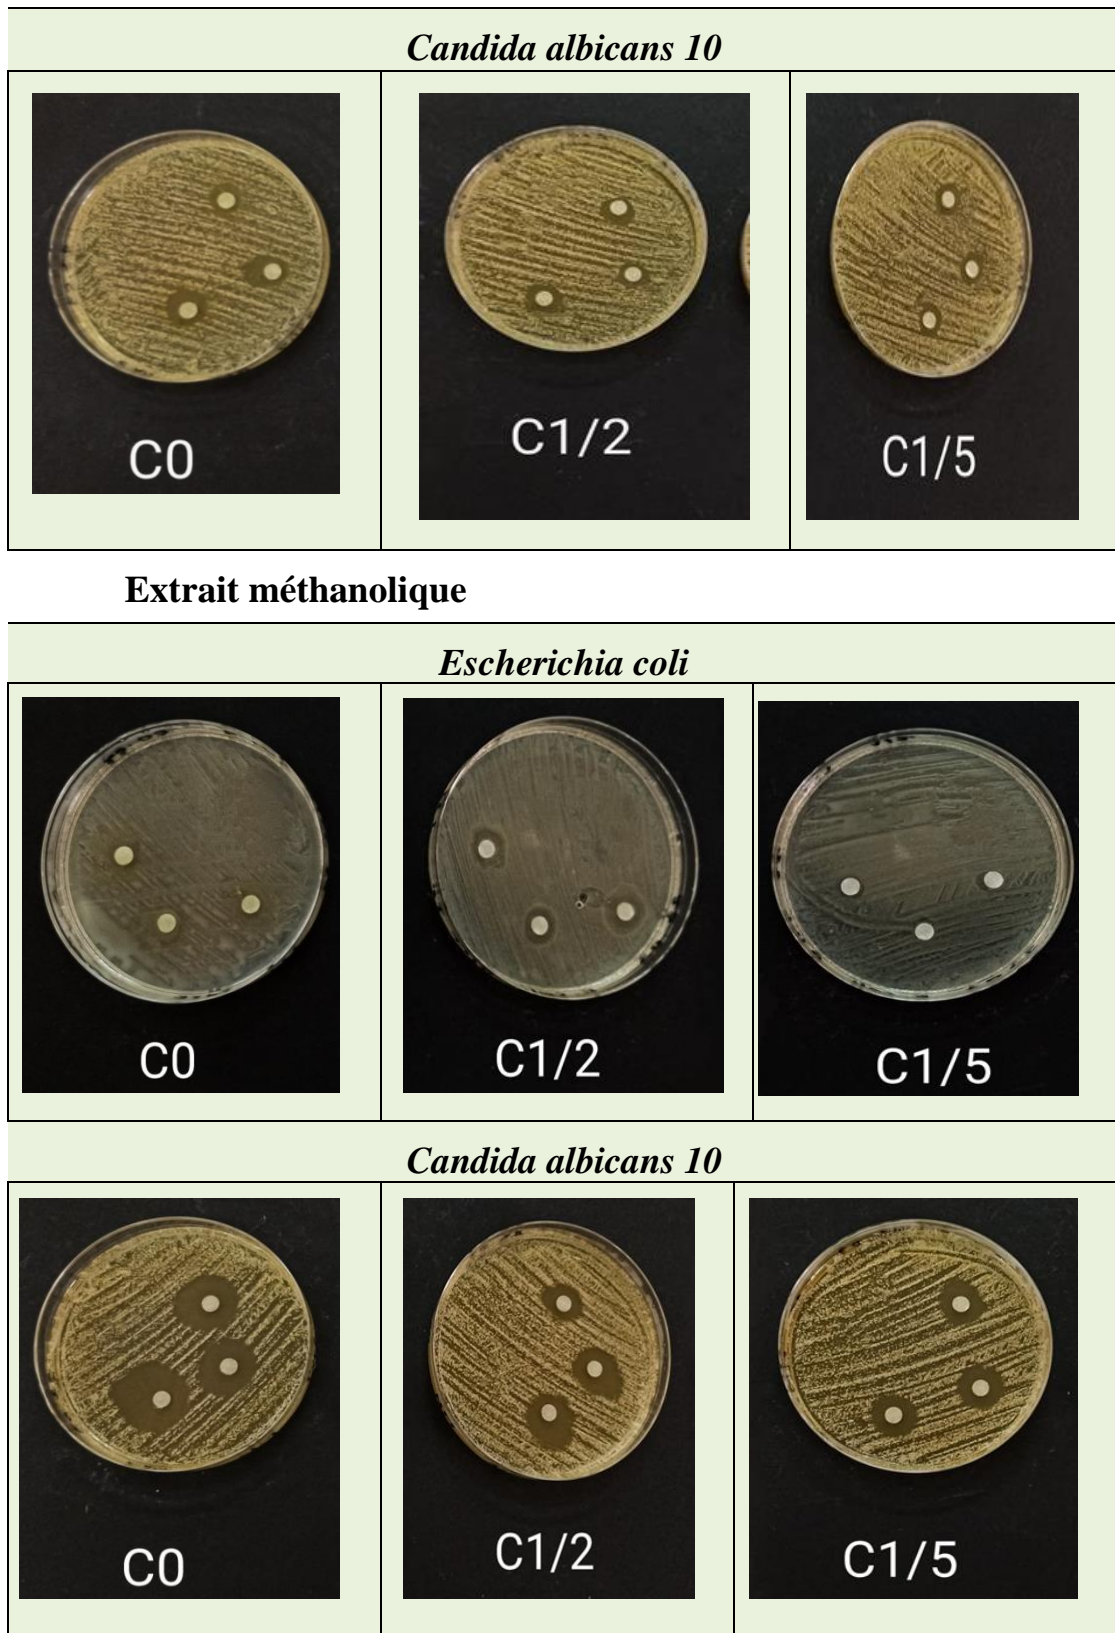 Candida albicans 10
C0
C1/2
C1/5
Extrait méthanolique
Escherichia coli
C0
C1/2
C1/5
Candida albicans 10
C0
C1/2
C1/5